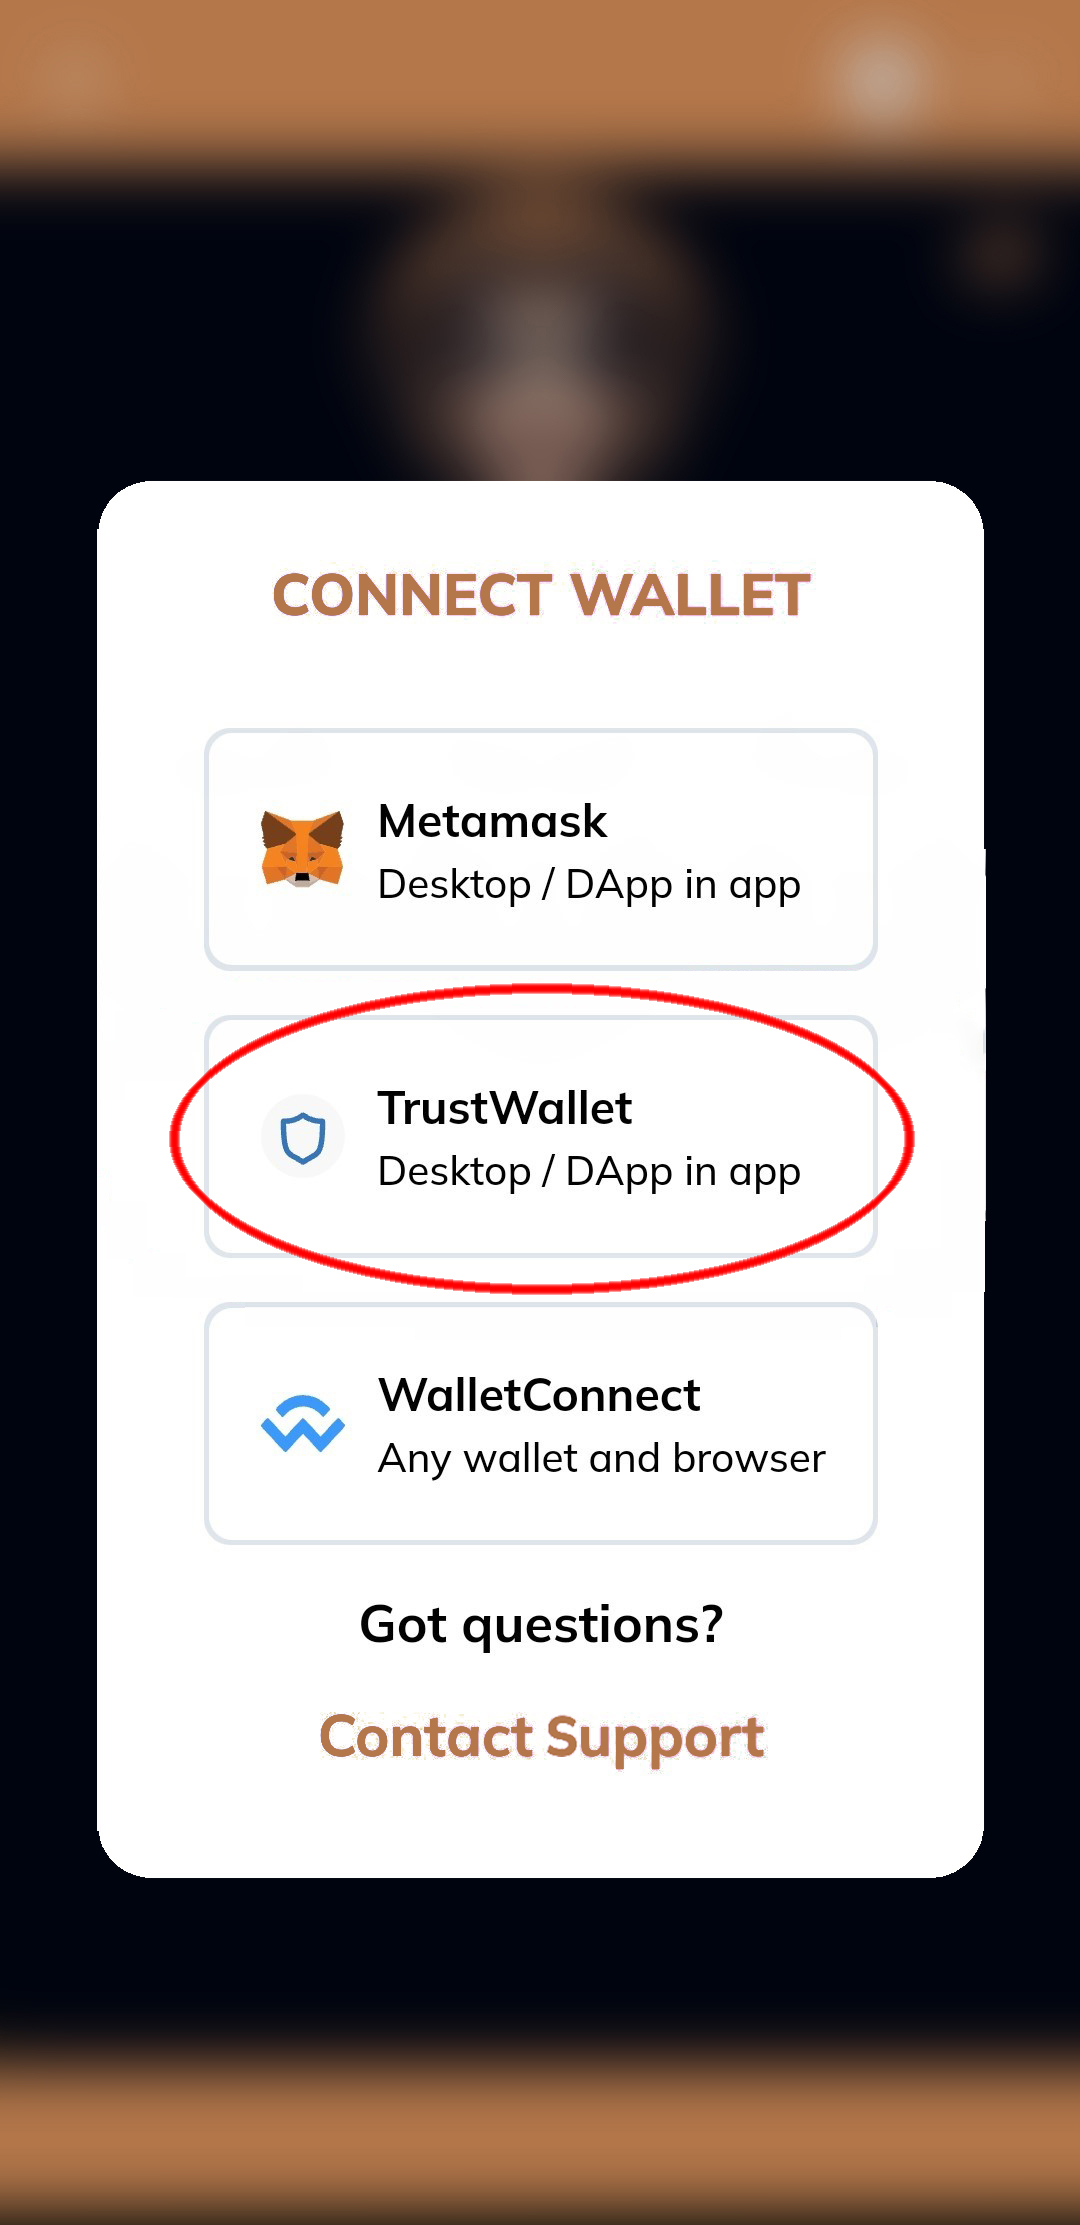 CONNECT WALLET
Metamask
Desktop / DApp in app
TrustWallet
Desktop / DApp in app
WalletConnect
Any wallet and browser
Got questions?
Contact Support